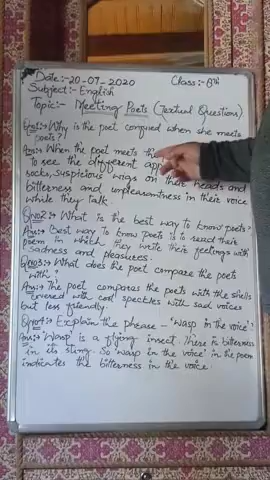 Date:- 20-07-2020 Class:- 8th
Subject:- English
Topic:- Meeting Poets (Textual Questions)
Qno1:- Why is the poet confused when she meets
poets?
Ans:- When the poet meets
to see the different
socks, suspicious wigs on their heads and
bitterness and unpleasantness in their voice
while they talk.
Qno2:- What is the best way to know poets?
Ans:- Best way to know poets is to read their
poem in which they write their feelings with
sadness and pleasures.
Qno3:- What does the poet compare the poets
with?
Ans:- The poet compares the poets with the shells
covered with cool speckles with sad voices
but less friendly.
Qno4:- Explain the phrase - 'Wasp in the voice'?
Ans:- 'Wasp' is a flying insect. There is bitterness
in its sting. So 'wasp in the voice' in the poem
indicates the bitterness in the voice.